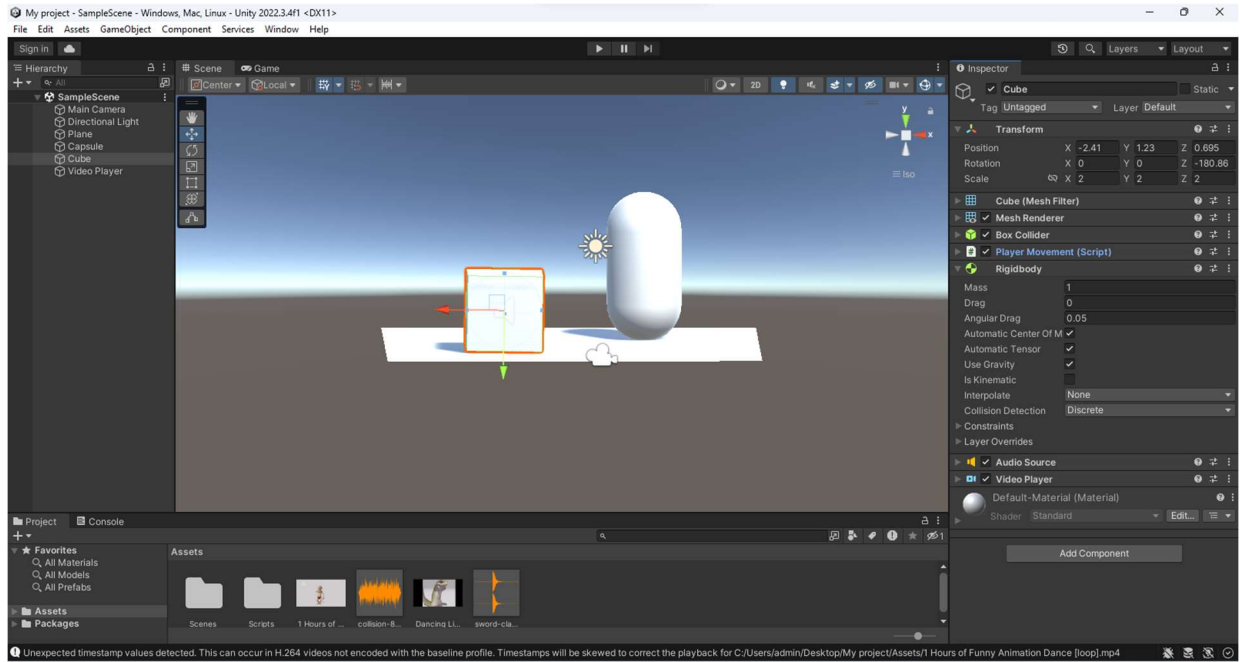 My project - SampleScene - Windows, Mac, Linux - Unity 2022.3.4f1 <DX11>
File Edit Assets GameObject Component Services Window Help
Sign in Layers Layout
Hierarchy
All
SampleScene
Main Camera
Directional Light
Plane
Capsule
Cube
Video Player
Scene Game
Center Local 2D
y
x
Iso
Inspector
Cube Static
Tag Untagged Layer Default
Transform
Position X -2.41 Y 1.23 Z 0.695
Rotation X 0 Y 0 Z -180.86
Scale X 2 Y 2 Z 2
Cube (Mesh Filter)
Mesh Renderer
Box Collider
# Player Movement (Script)
Rigidbody
Mass 1
Drag 0
Angular Drag 0.05
Automatic Center Of M
Automatic Tensor
Use Gravity
Is Kinematic
Interpolate None
Collision Detection Discrete
Constraints
Layer Overrides
Audio Source
Video Player
Default-Material (Material)
Shader Standard Edit...
Add Component
Project Console
1
Favorites
All Materials
All Models
All Prefabs
Assets
Packages
Assets
Scenes Scripts 1 Hours of ... collision-8... Dancing Li... sword-cla...
Unexpected timestamp values detected. This can occur in H.264 videos not encoded with the baseline profile. Timestamps will be skewed to correct the playback for C:/Users/admin/Desktop/My project/Assets/1 Hours of Funny Animation Dance [loop].mp4